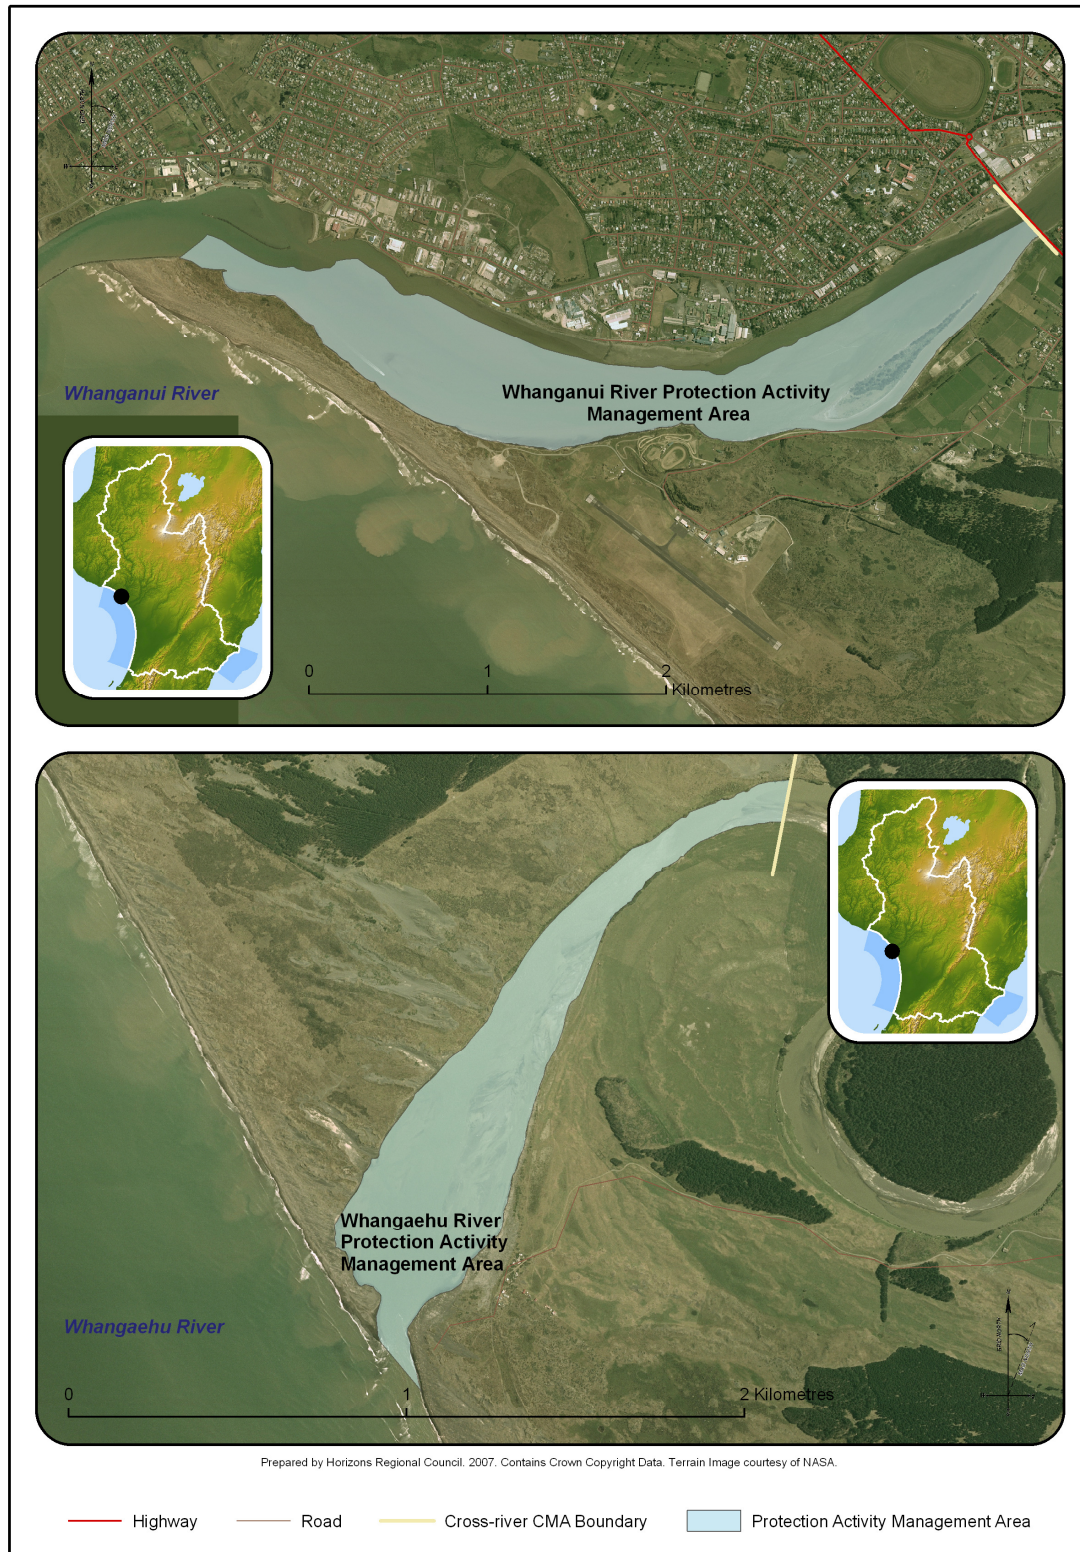 Whanganui River
Whanganui River Protection Activity
Management Area
0
1
2
Kilometres
Whangaehu River
Protection Activity
Management Area
Whangaehu River
GRID NORTH
0
1
2 Kilometres
Prepared by Horizons Regional Council. 2007. Contains Crown Copyright Data. Terrain Image courtesy of NASA.
Highway
Road
Cross-river CMA Boundary
Protection Activity Management Area